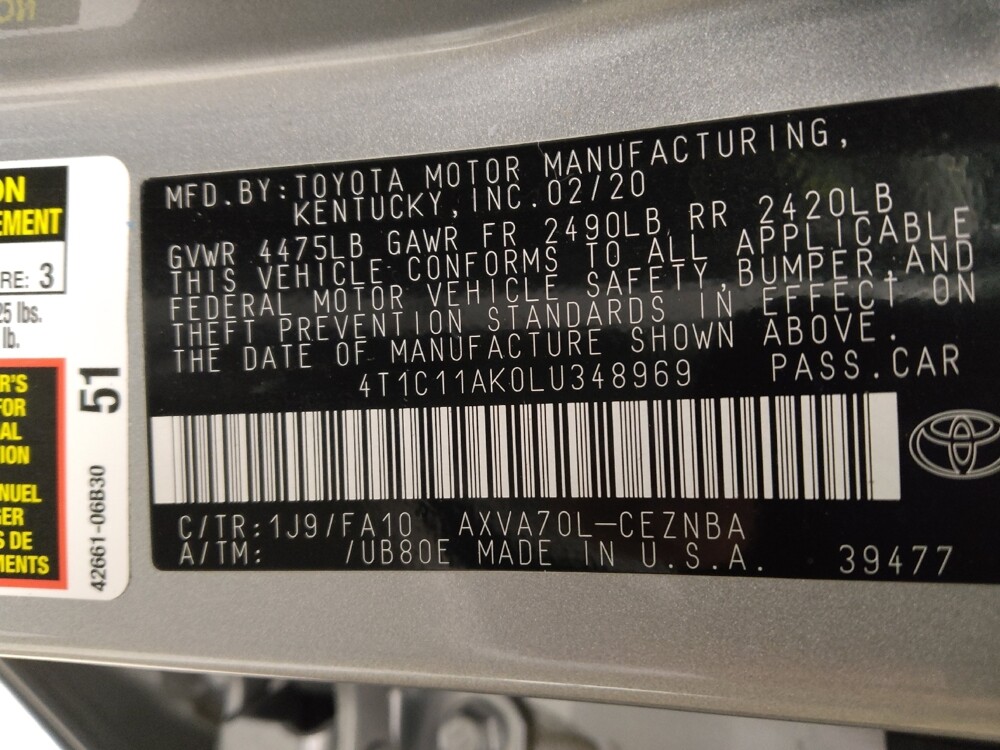 ON
EMENT
RE: 3
25 lbs.
lb.
R'S
FOR
AL
ION
NUEL
GER
S DE
MENTS
51
42661-06B30
MFD.BY:TOYOTA MOTOR MANUFACTURING,
KENTUCKY,INC.02/20
GVWR 4475LB GAWR FR 2490LB RR 2420LB
THIS VEHICLE CONFORMS TO ALL APPLICABLE
FEDERAL MOTOR VEHICLE SAFETY,BUMPER,AND
THEFT PREVENTION STANDARDS IN EFFECT ON
THE DATE OF MANUFACTURE SHOWN ABOVE.
4T1C11AK0LU348969 PASS.CAR
C/TR:1J9/FA10 AXVA70L-CEZNBA
A/TM: /UB80E MADE IN U.S.A. 39477